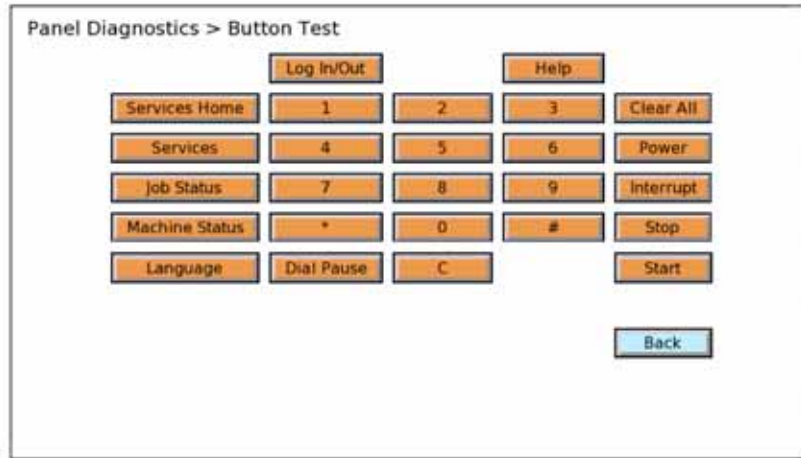 Panel Diagnostics > Button Test
Log In/Out Help
Services Home 1 2 3 Clear All
Services 4 5 6 Power
Job Status 7 8 9 Interrupt
Machine Status * 0 # Stop
Language Dial Pause C Start
Back